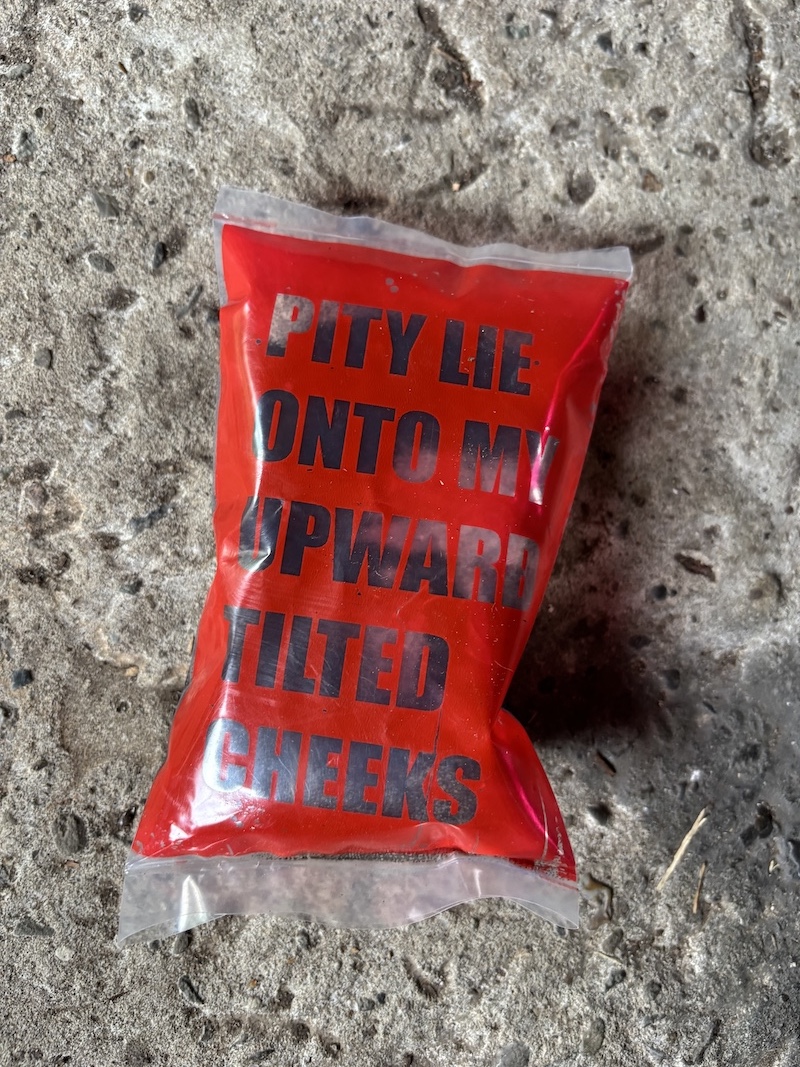 PITY LIE
ONTO MY
UPWARD
TILTED
CHEEKS